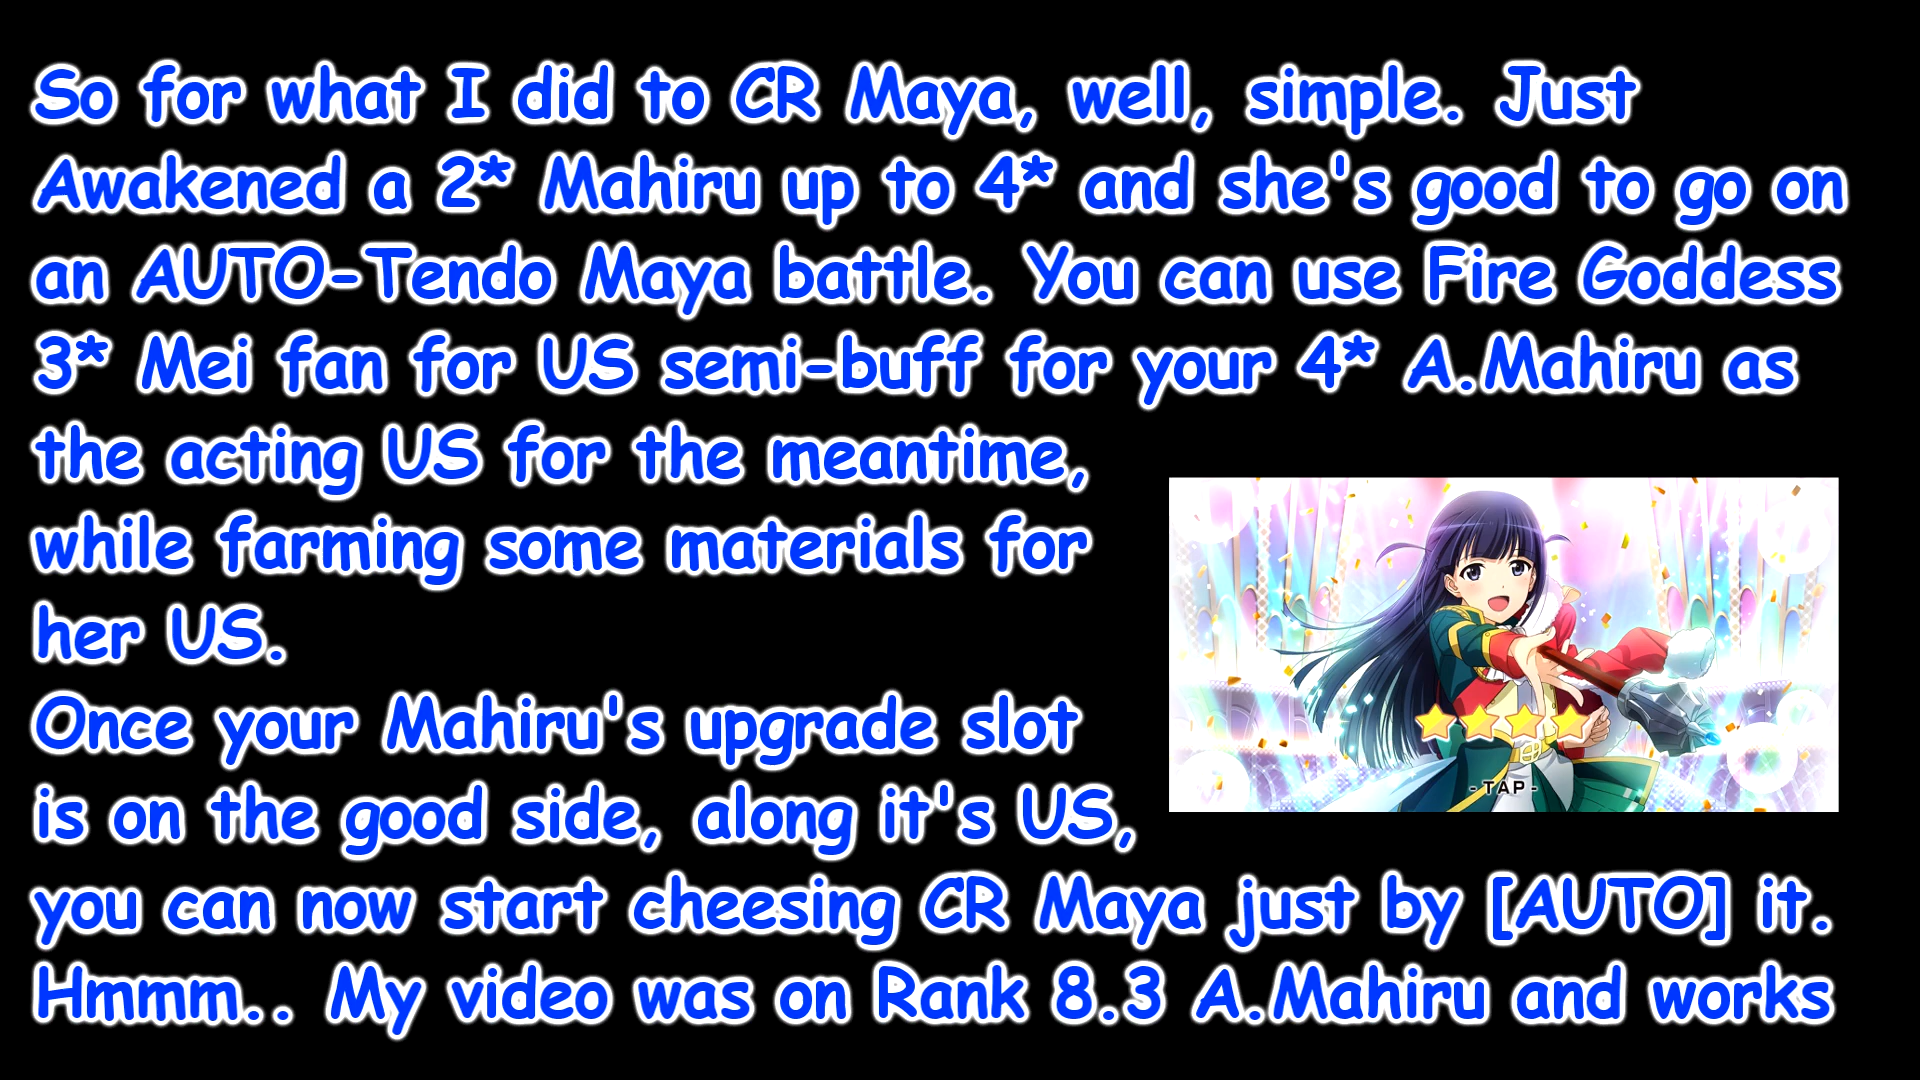 So for what I did to CR Maya, well, simple. Just
Awakened a 2* Mahiru up to 4* and she's good to go on
an AUTO-Tendo Maya battle. You can use Fire Goddess
3* Mei fan for US semi-buff for your 4* A.Mahiru as
the acting US for the meantime,
while farming some materials for
her US.
Once your Mahiru's upgrade slot
is on the good side, along it's US,
you can now start cheesing CR Maya just by [AUTO] it.
Hmmm.. My video was on Rank 8.3 A.Mahiru and works
- TAP -